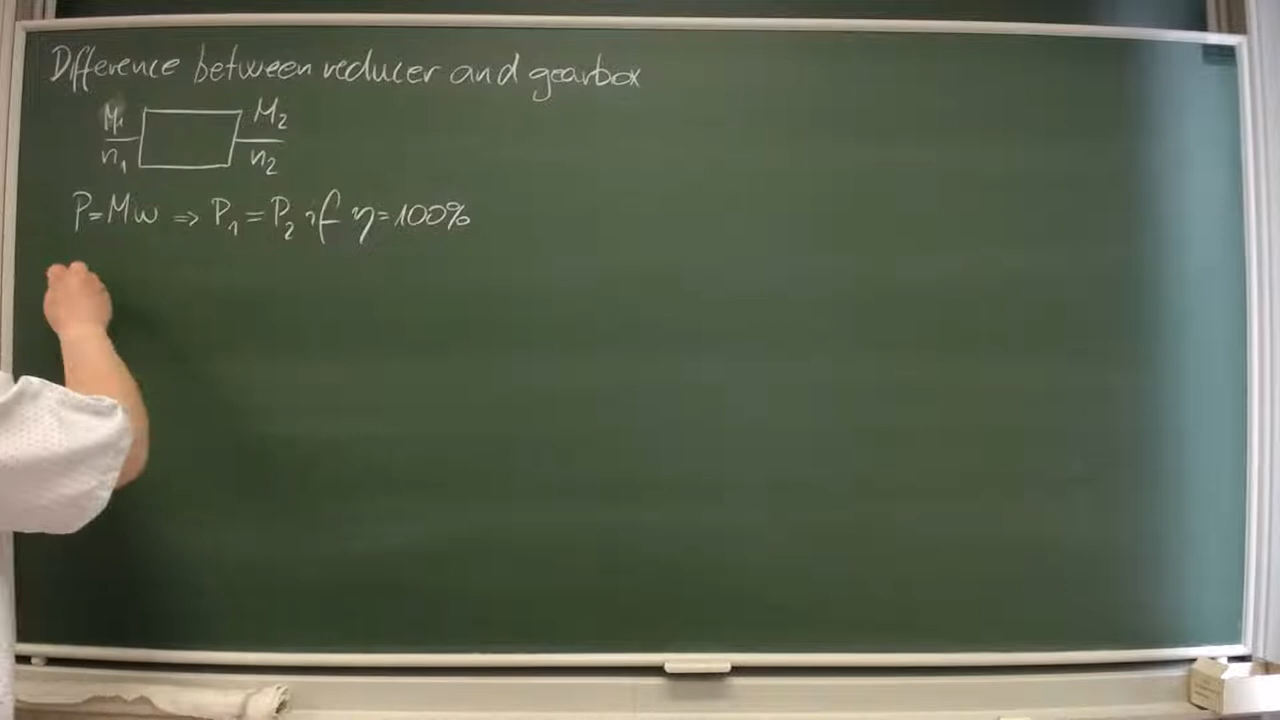 Difference between reducer and gearbox
M₁ M₂
n₁ n₂
P=Mω ⇒ P₁=P₂ if η=100%